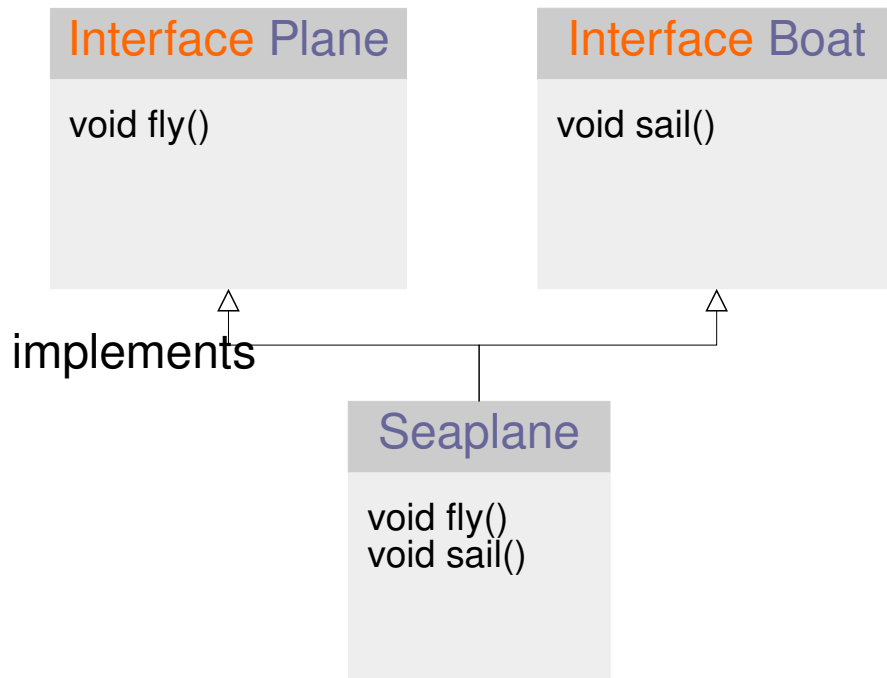 Interface Plane
void fly()
Interface Boat
void sail()
implements
Seaplane
void fly()
void sail()